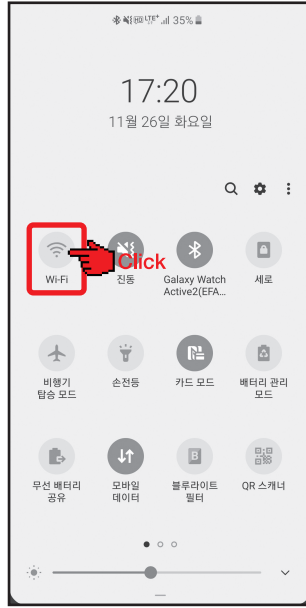 35%
17:20
11월 26일 화요일
Wi-Fi
Click
진동
Galaxy Watch
Active2(EFA...
세로
비행기
탑승 모드
손전등
카드 모드
배터리 관리
모드
무선 배터리
공유
모바일
데이터
블루라이트
필터
QR 스캐너